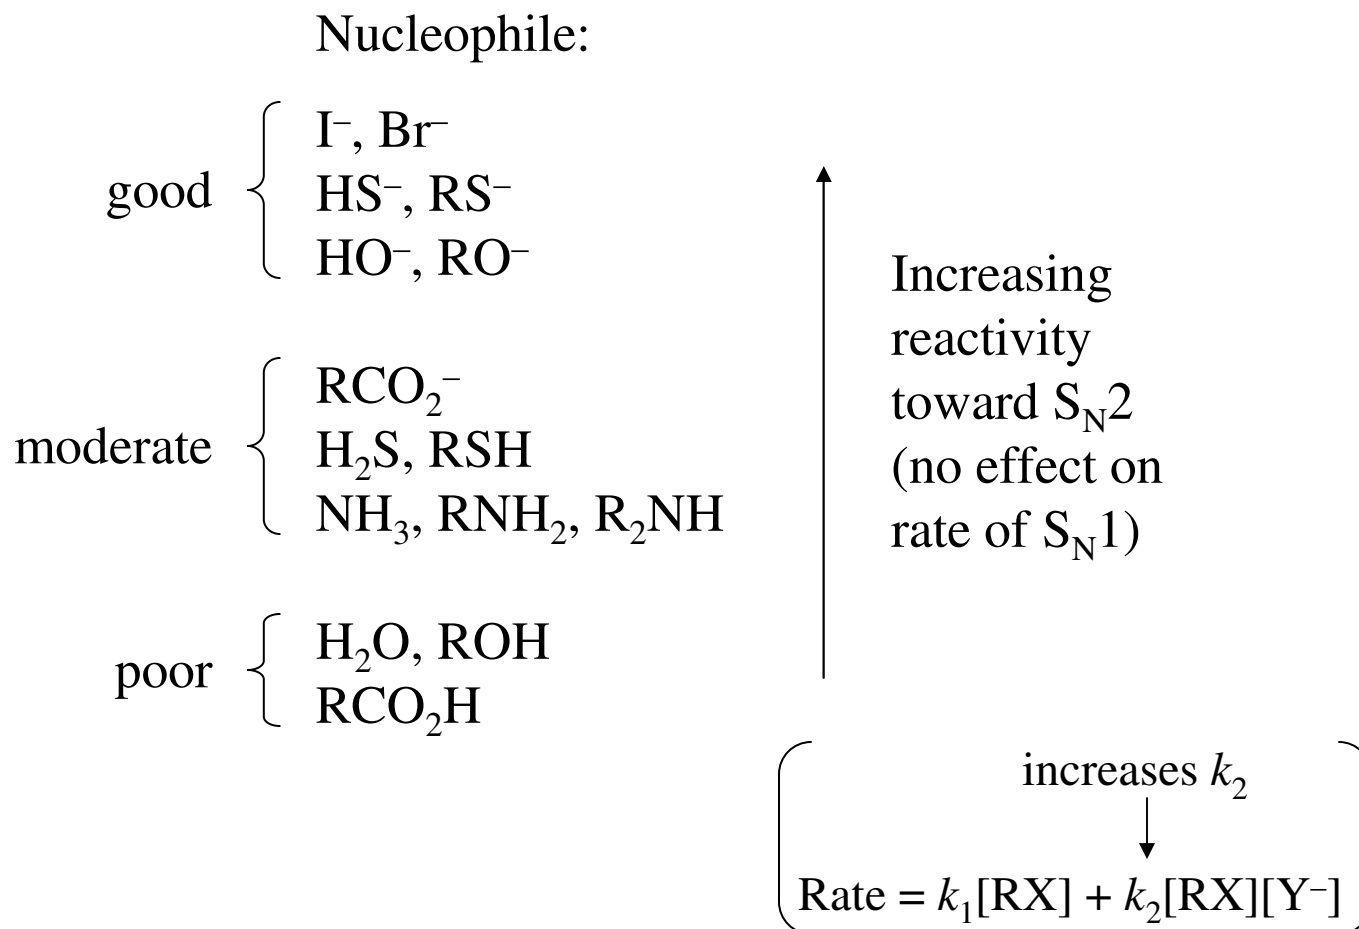 Nucleophile:
good
I⁻, Br⁻
HS⁻, RS⁻
HO⁻, RO⁻
moderate
RCO₂⁻
H₂S, RSH
NH₃, RNH₂, R₂NH
poor
H₂O, ROH
RCO₂H
Increasing
reactivity
toward Sₙ2
(no effect on
rate of Sₙ1)
increases k₂
Rate = k₁[RX] + k₂[RX][Y⁻]